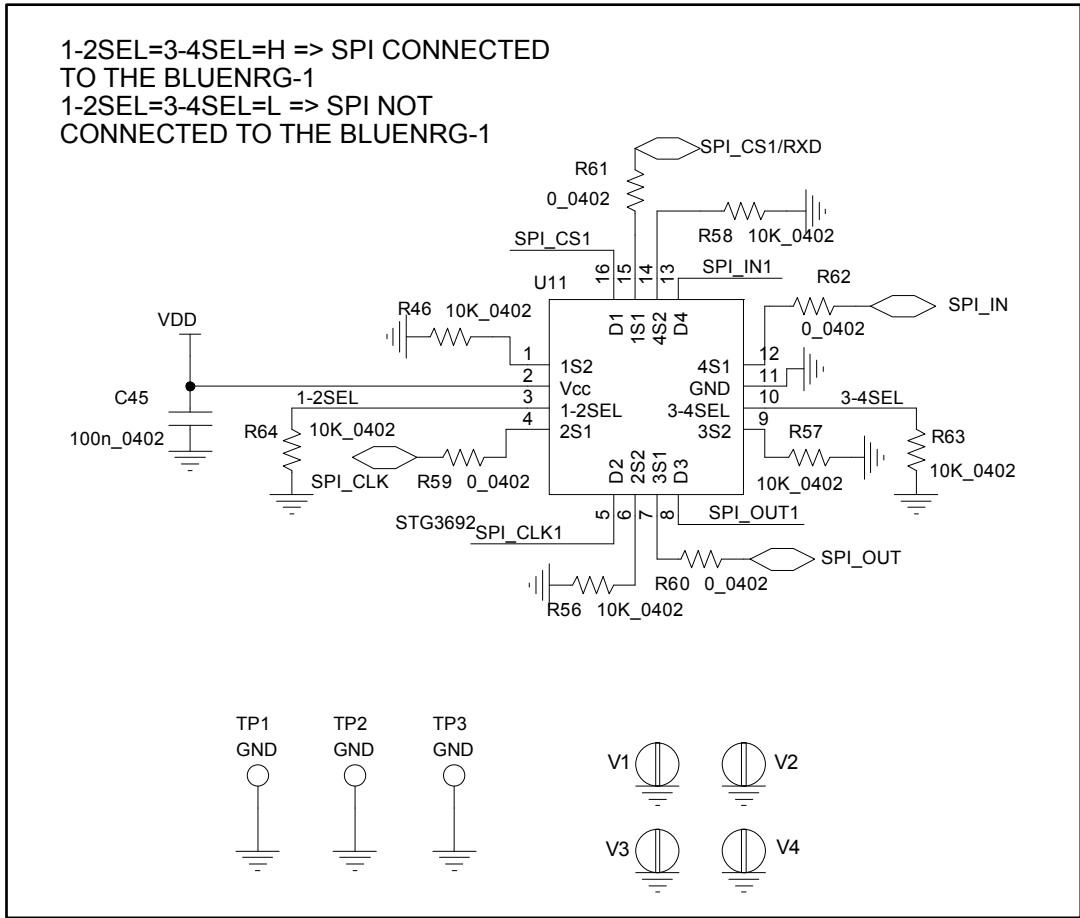 1-2SEL=3-4SEL=H => SPI CONNECTED
TO THE BLUENRG-1
1-2SEL=3-4SEL=L => SPI NOT
CONNECTED TO THE BLUENRG-1
SPI_CS1/RXD
R61
0_0402
R58 10K_0402
SPI_CS1
16
15
14
13
SPI_IN1
U11
R62
0_0402
SPI_IN
R46 10K_0402
D1
1S1
4S2
D4
VDD
1
1S2
4S1
12
2
Vcc
GND
11
C45
100n_0402
1-2SEL
3
1-2SEL
3-4SEL
10
3-4SEL
R64
10K_0402
4
2S1
3S2
9
R57
10K_0402
R63
10K_0402
SPI_CLK
R59 0_0402
D2
2S2
3S1
D3
STG3692
SPI_CLK1
5
6
7
8
SPI_OUT1
R60 0_0402
SPI_OUT
R56 10K_0402
TP1
GND
TP2
GND
TP3
GND
V1
V2
V3
V4